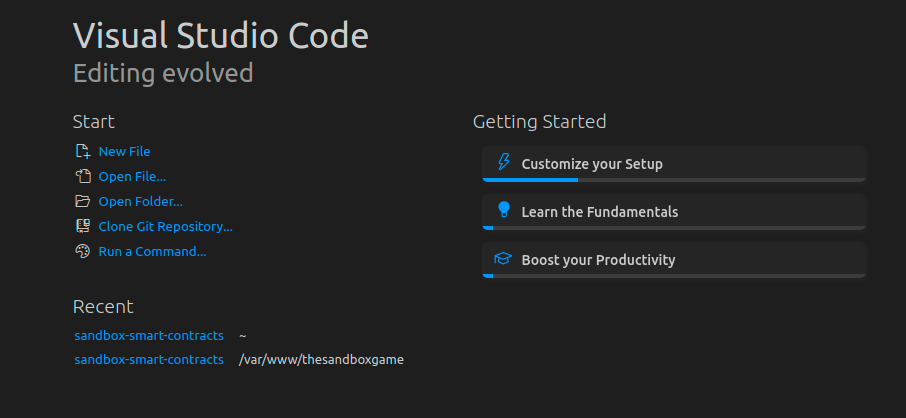 Visual Studio Code
Editing evolved
Start
New File
Open File...
Open Folder...
Clone Git Repository...
Run a Command...
Recent
sandbox-smart-contracts ~
sandbox-smart-contracts /var/www/thesandboxgame
Getting Started
Customize your Setup
Learn the Fundamentals
Boost your Productivity